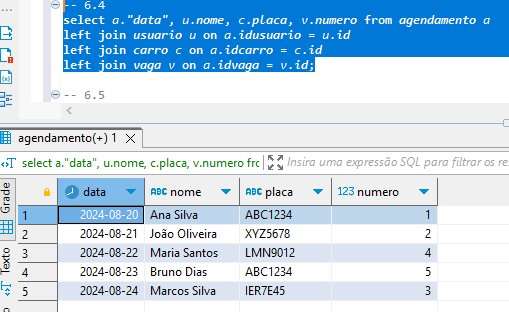 -- 6.4
select a."data", u.nome, c.placa, v.numero from agendamento a
left join usuario u on a.idusuario = u.id
left join carro c on a.idcarro = c.id
left join vaga v on a.idvaga = v.id;
-- 6.5
agendamento(+) 1
select a."data", u.nome, c.placa, v.numero fro
Insira uma expressão SQL para filtrar os re
Grade
Texto
data ABC nome ABC placa 123 numero
1 2024-08-20 Ana Silva ABC1234 1
2 2024-08-21 João Oliveira XYZ5678 2
3 2024-08-22 Maria Santos LMN9012 4
4 2024-08-23 Bruno Dias ABC1234 5
5 2024-08-24 Marcos Silva IER7E45 3